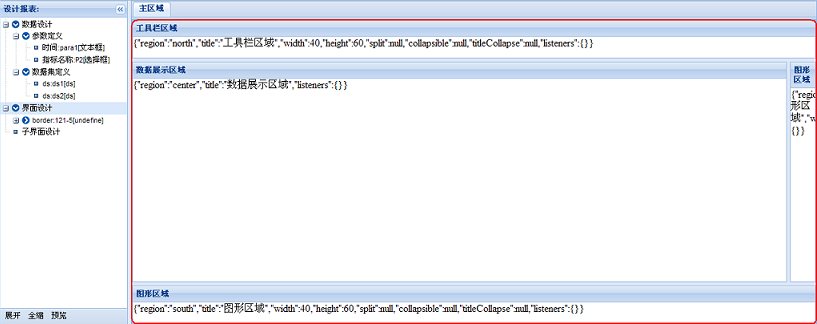 设计报表:
数据设计
参数定义
时间:para1[文本框]
指标名称:P2[选择框]
数据集定义
ds:ds1[ds]
ds:ds2[ds]
界面设计
border:121-5[undefine]
子界面设计
展开 全缩 预览
主区域
工具栏区域
{"region":"north","title":"工具栏区域","width":40,"height":60,"split":null,"collapsible":null,"titleCollapse":null,"listeners":{}}
数据展示区域
{"region":"center","title":"数据展示区域","listeners":{}}
图形
区域
{"regio
形区
域","w
{}}
图形区域
{"region":"south","title":"图形区域","width":40,"height":60,"split":null,"collapsible":null,"titleCollapse":null,"listeners":{}}